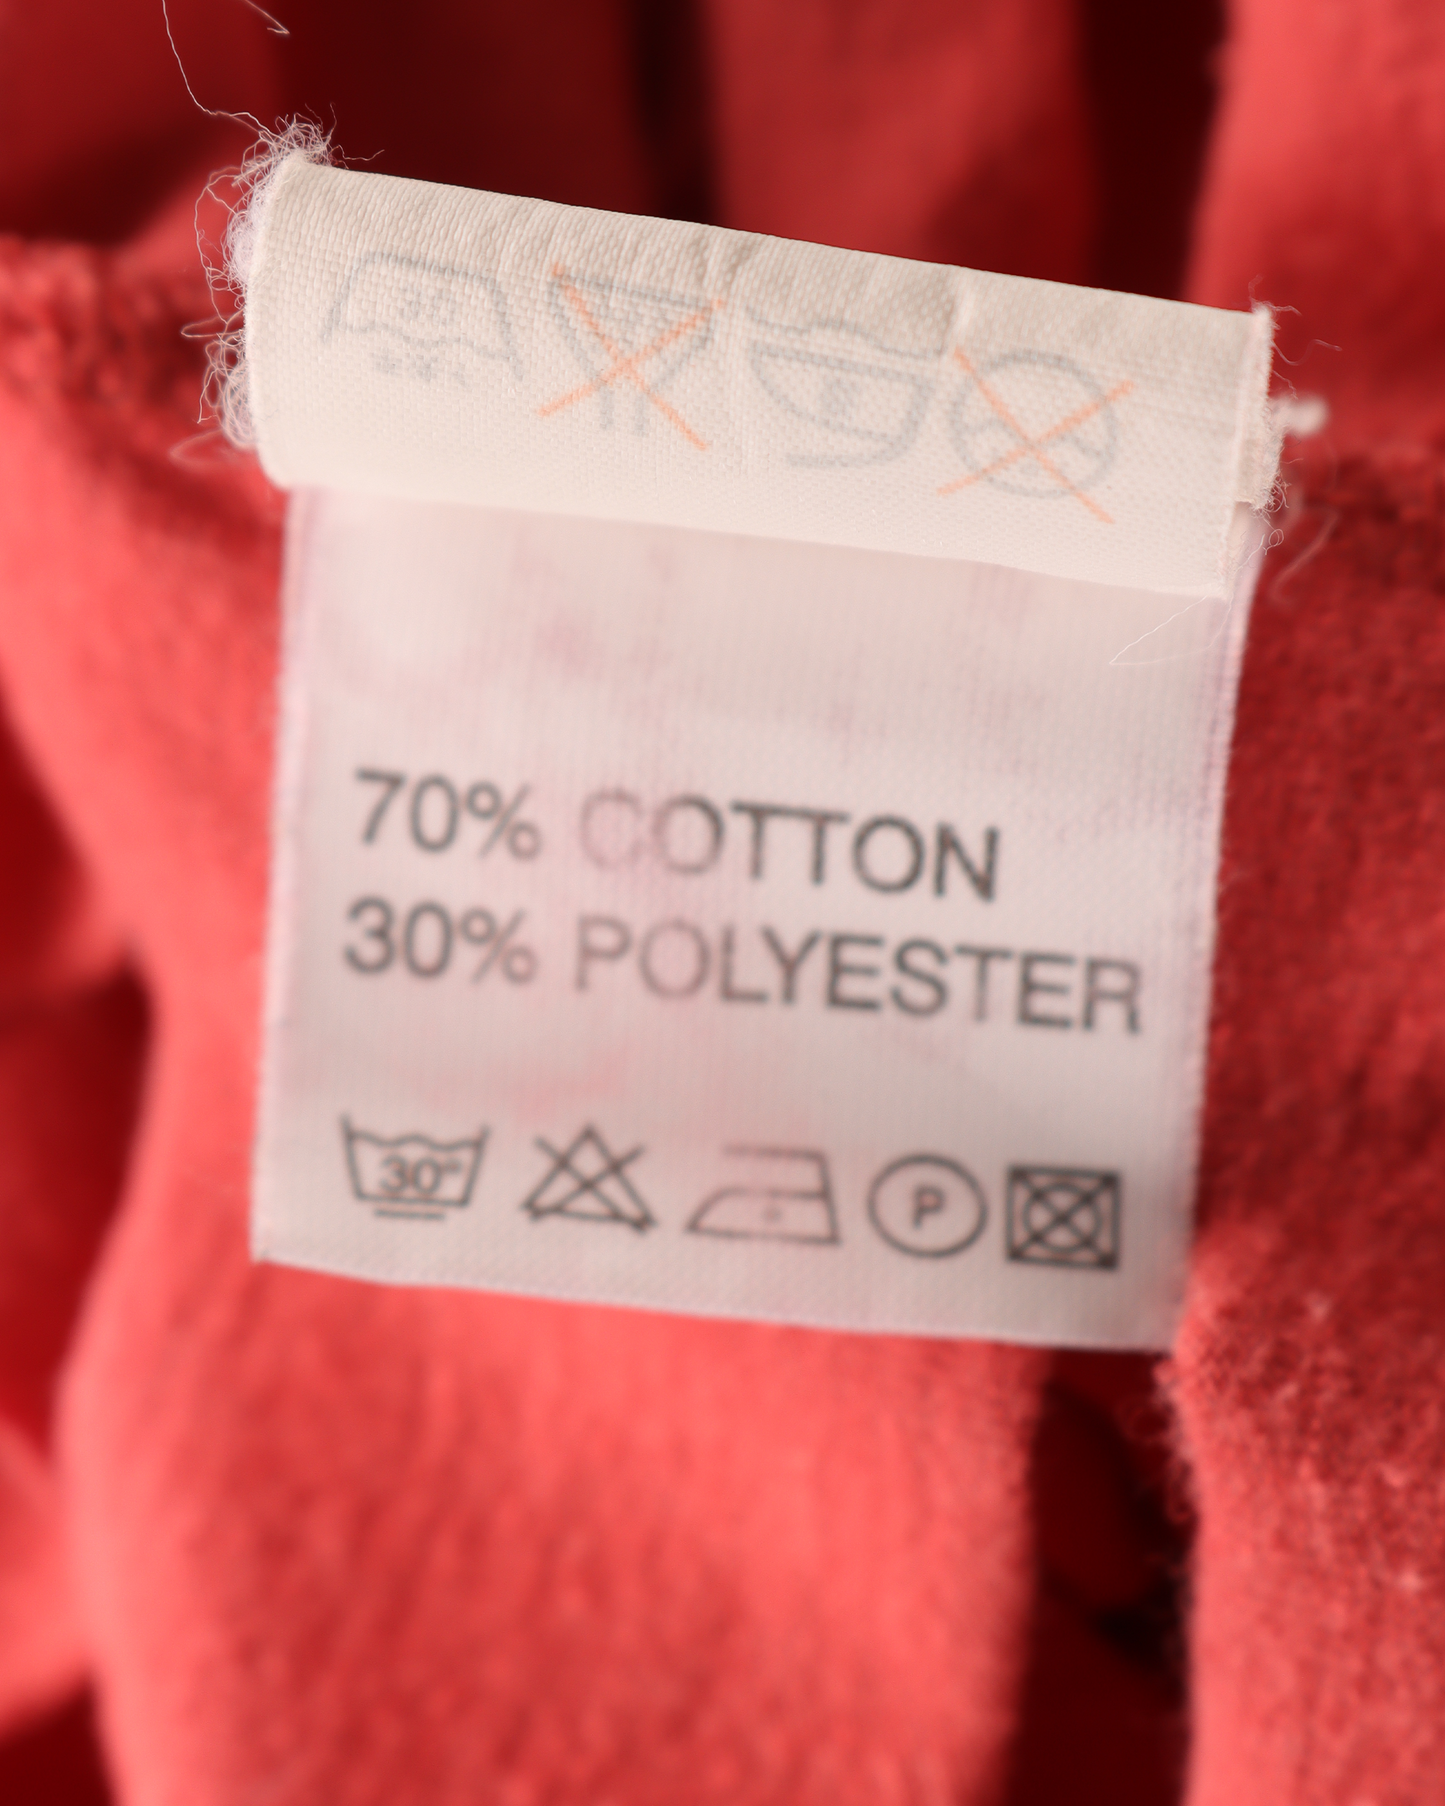 70% COTTON
30% POLYESTER
30°
P